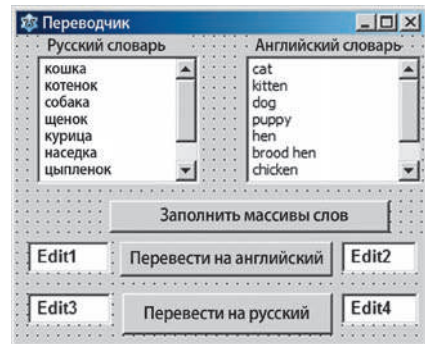 Переводчик
Русский словарь
Английский словарь
кошка
котенок
собака
щенок
курица
наседка
цыпленок
cat
kitten
dog
puppy
hen
brood hen
chicken
Заполнить массивы слов
Edit1 Перевести на английский Edit2
Edit3 Перевести на русский Edit4